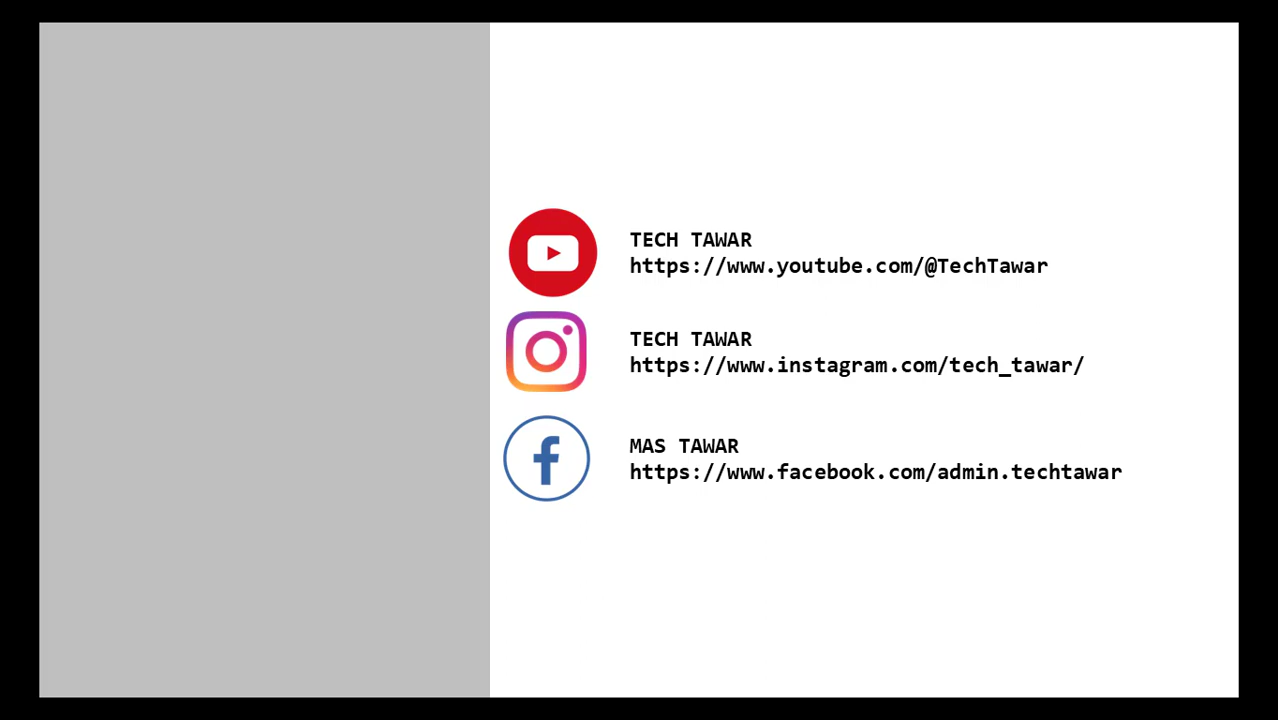 TECH TAWAR
https://www.youtube.com/@TechTawar
TECH TAWAR
https://www.instagram.com/tech_tawar/
MAS TAWAR
https://www.facebook.com/admin.techtawar